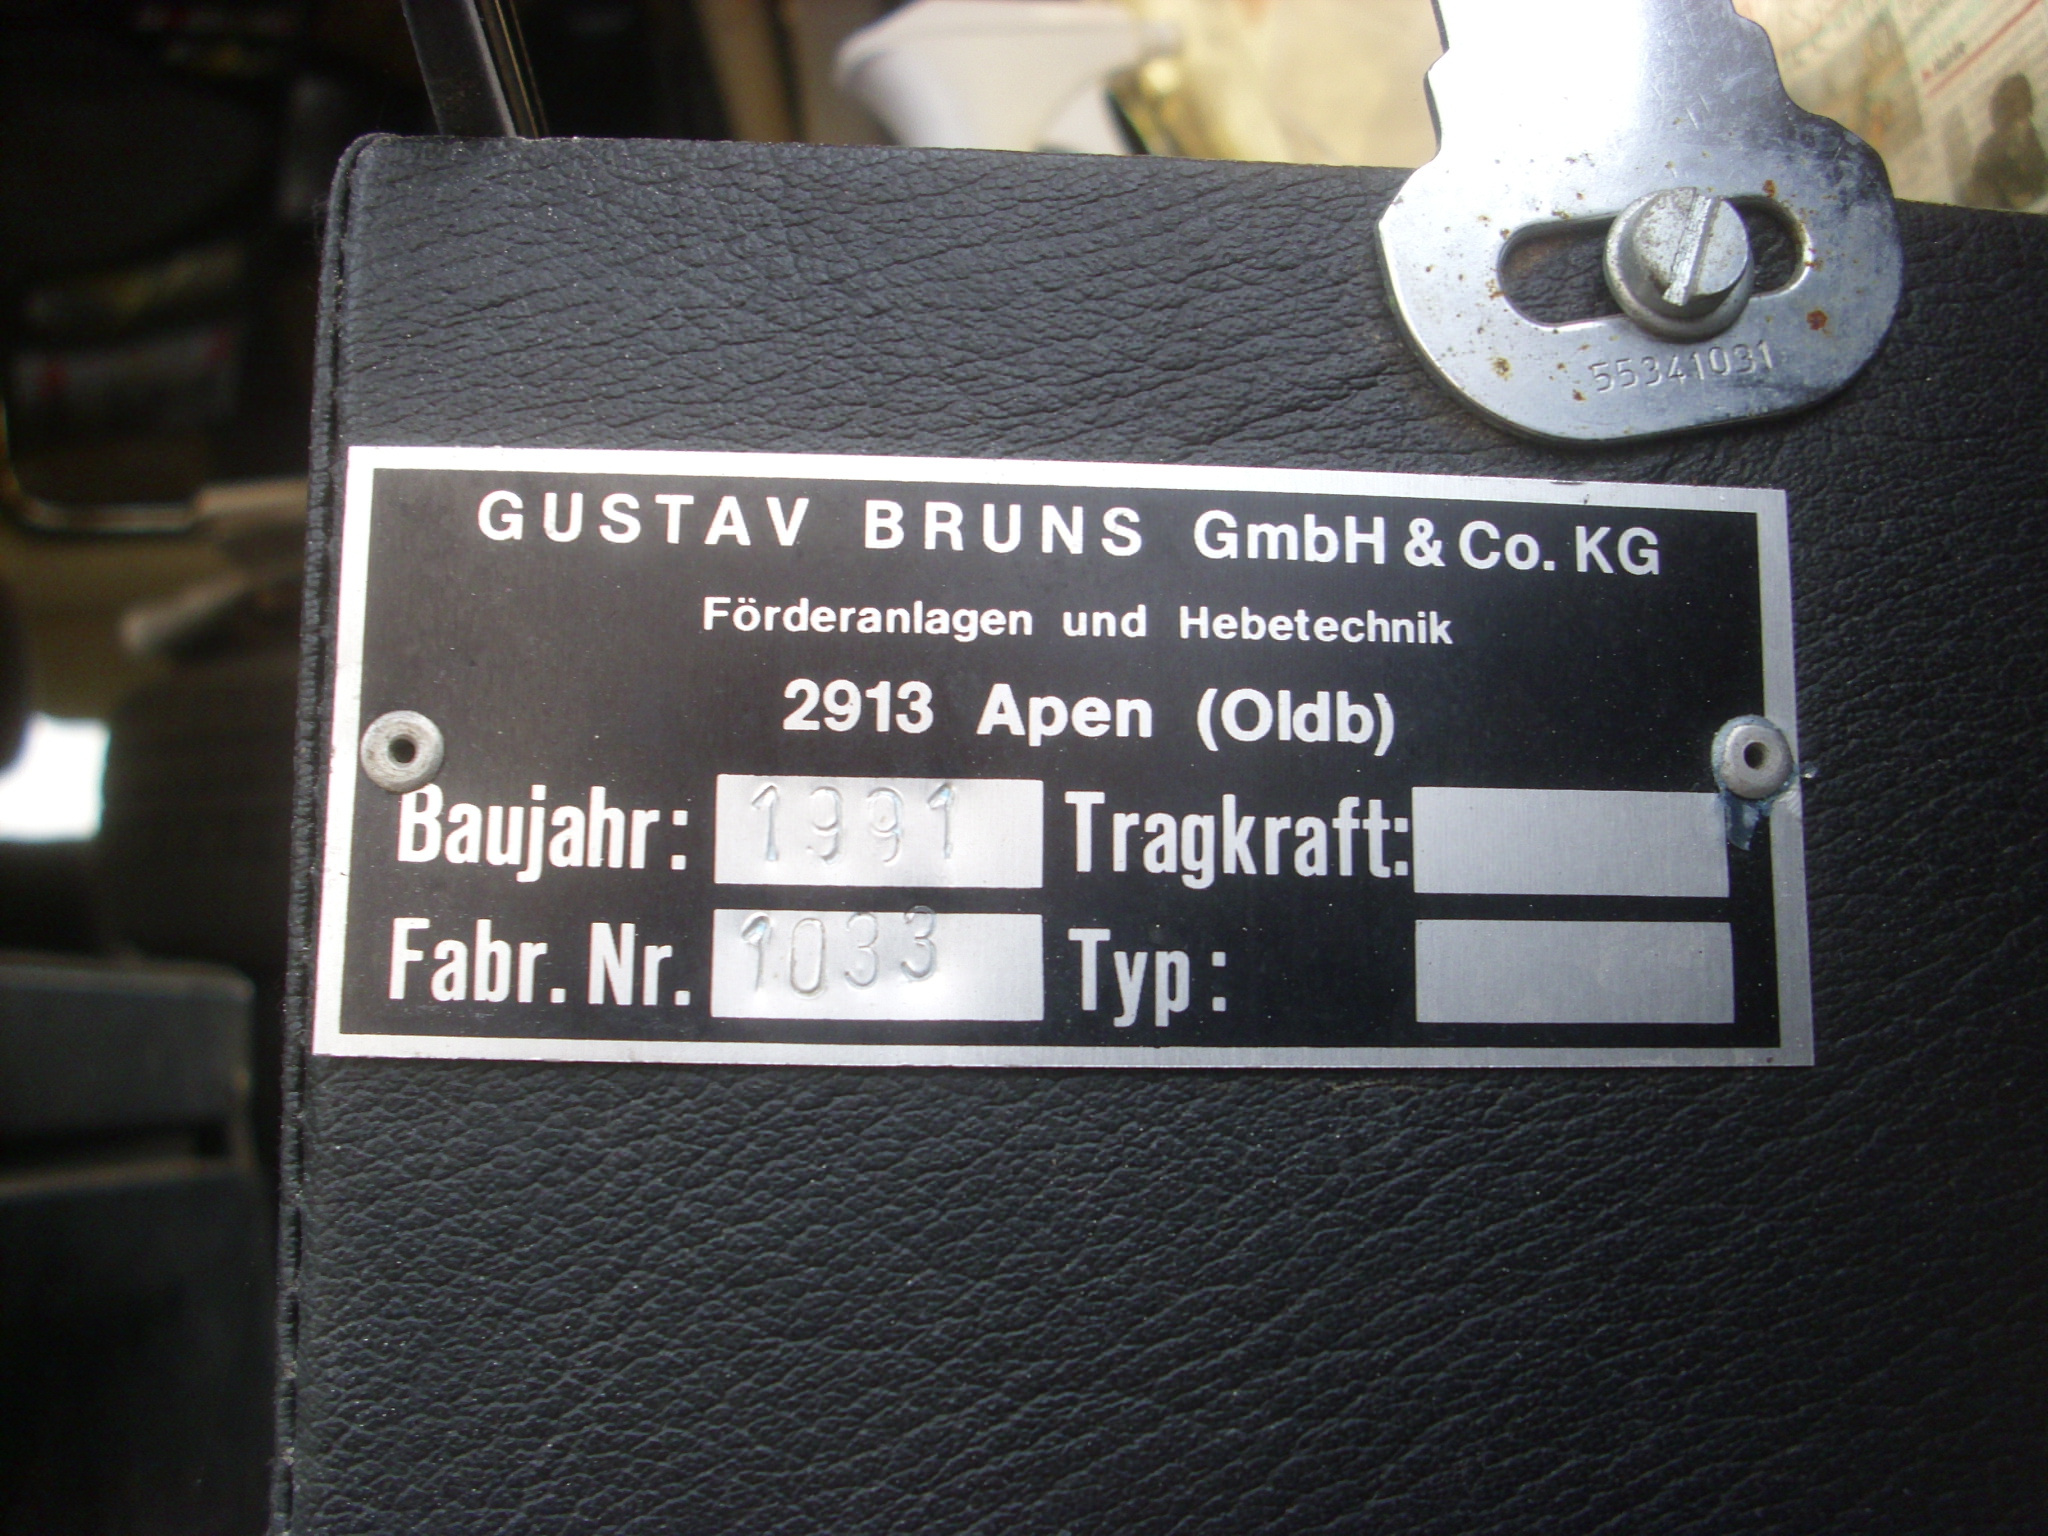 55341031
GUSTAV BRUNS GmbH & Co. KG
Förderanlagen und Hebetechnik
2913 Apen (Oldb)
Baujahr: 1991 Tragkraft:
Fabr. Nr. 1033 Typ: